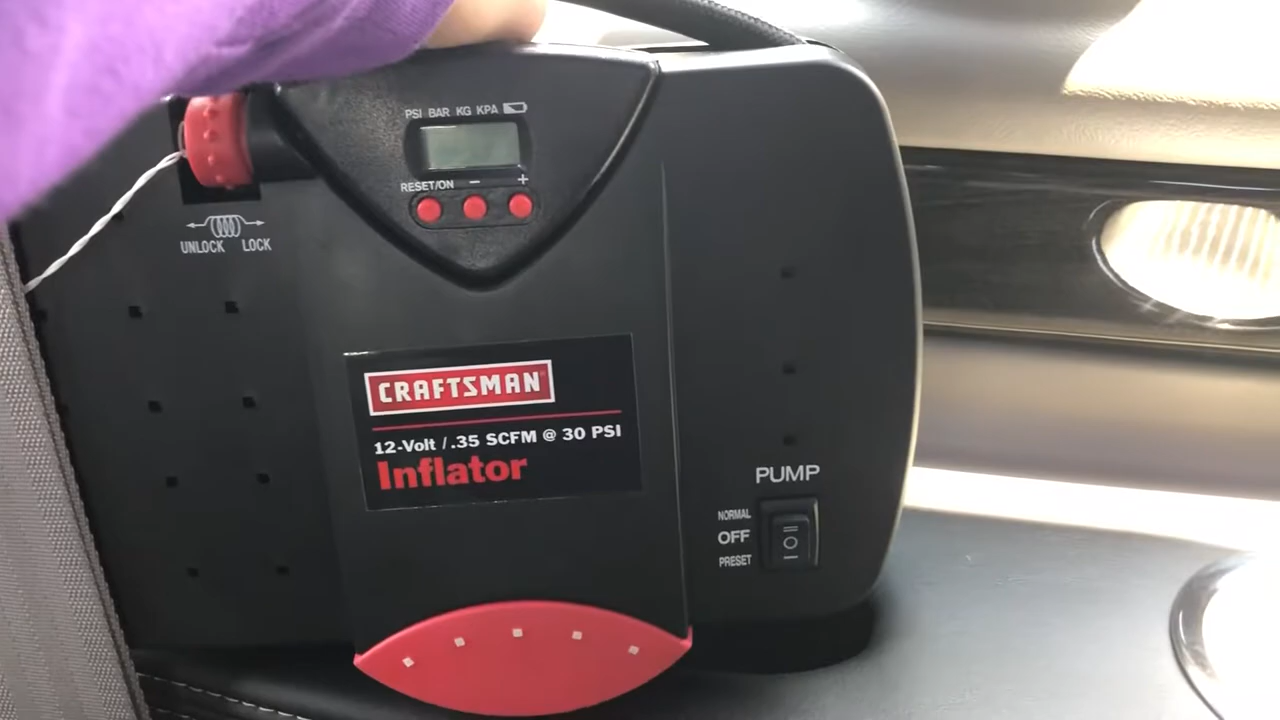 PSI BAR KG KPA
RESET/ON − +
UNLOCK LOCK
CRAFTSMAN
12-Volt / .35 SCFM @ 30 PSI
Inflator
PUMP
NORMAL
OFF
PRESET